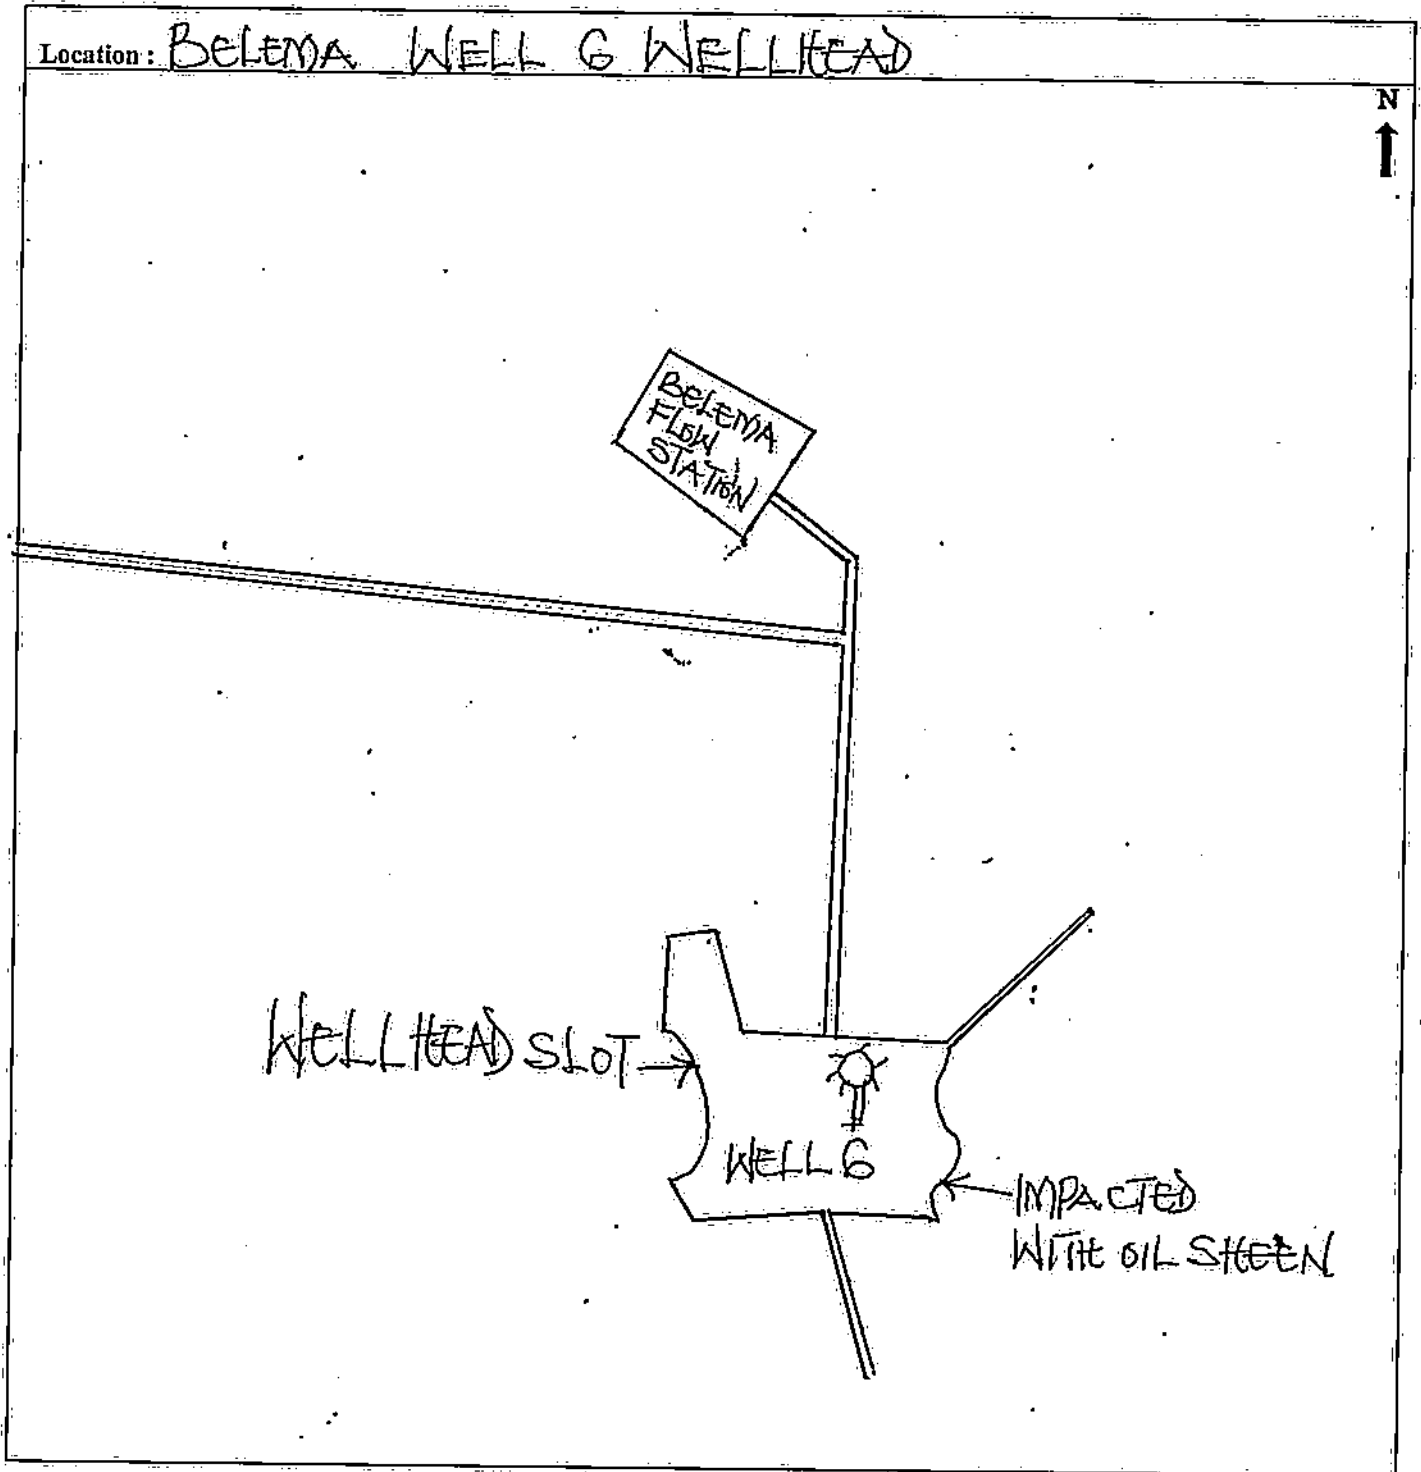 Location : BELEMA WELL 6 WELLHEAD
N
BELEMA
FLOW
STATION
WELLHEAD SLOT
WELL 6
IMPACTED
WITH OIL SHEEN